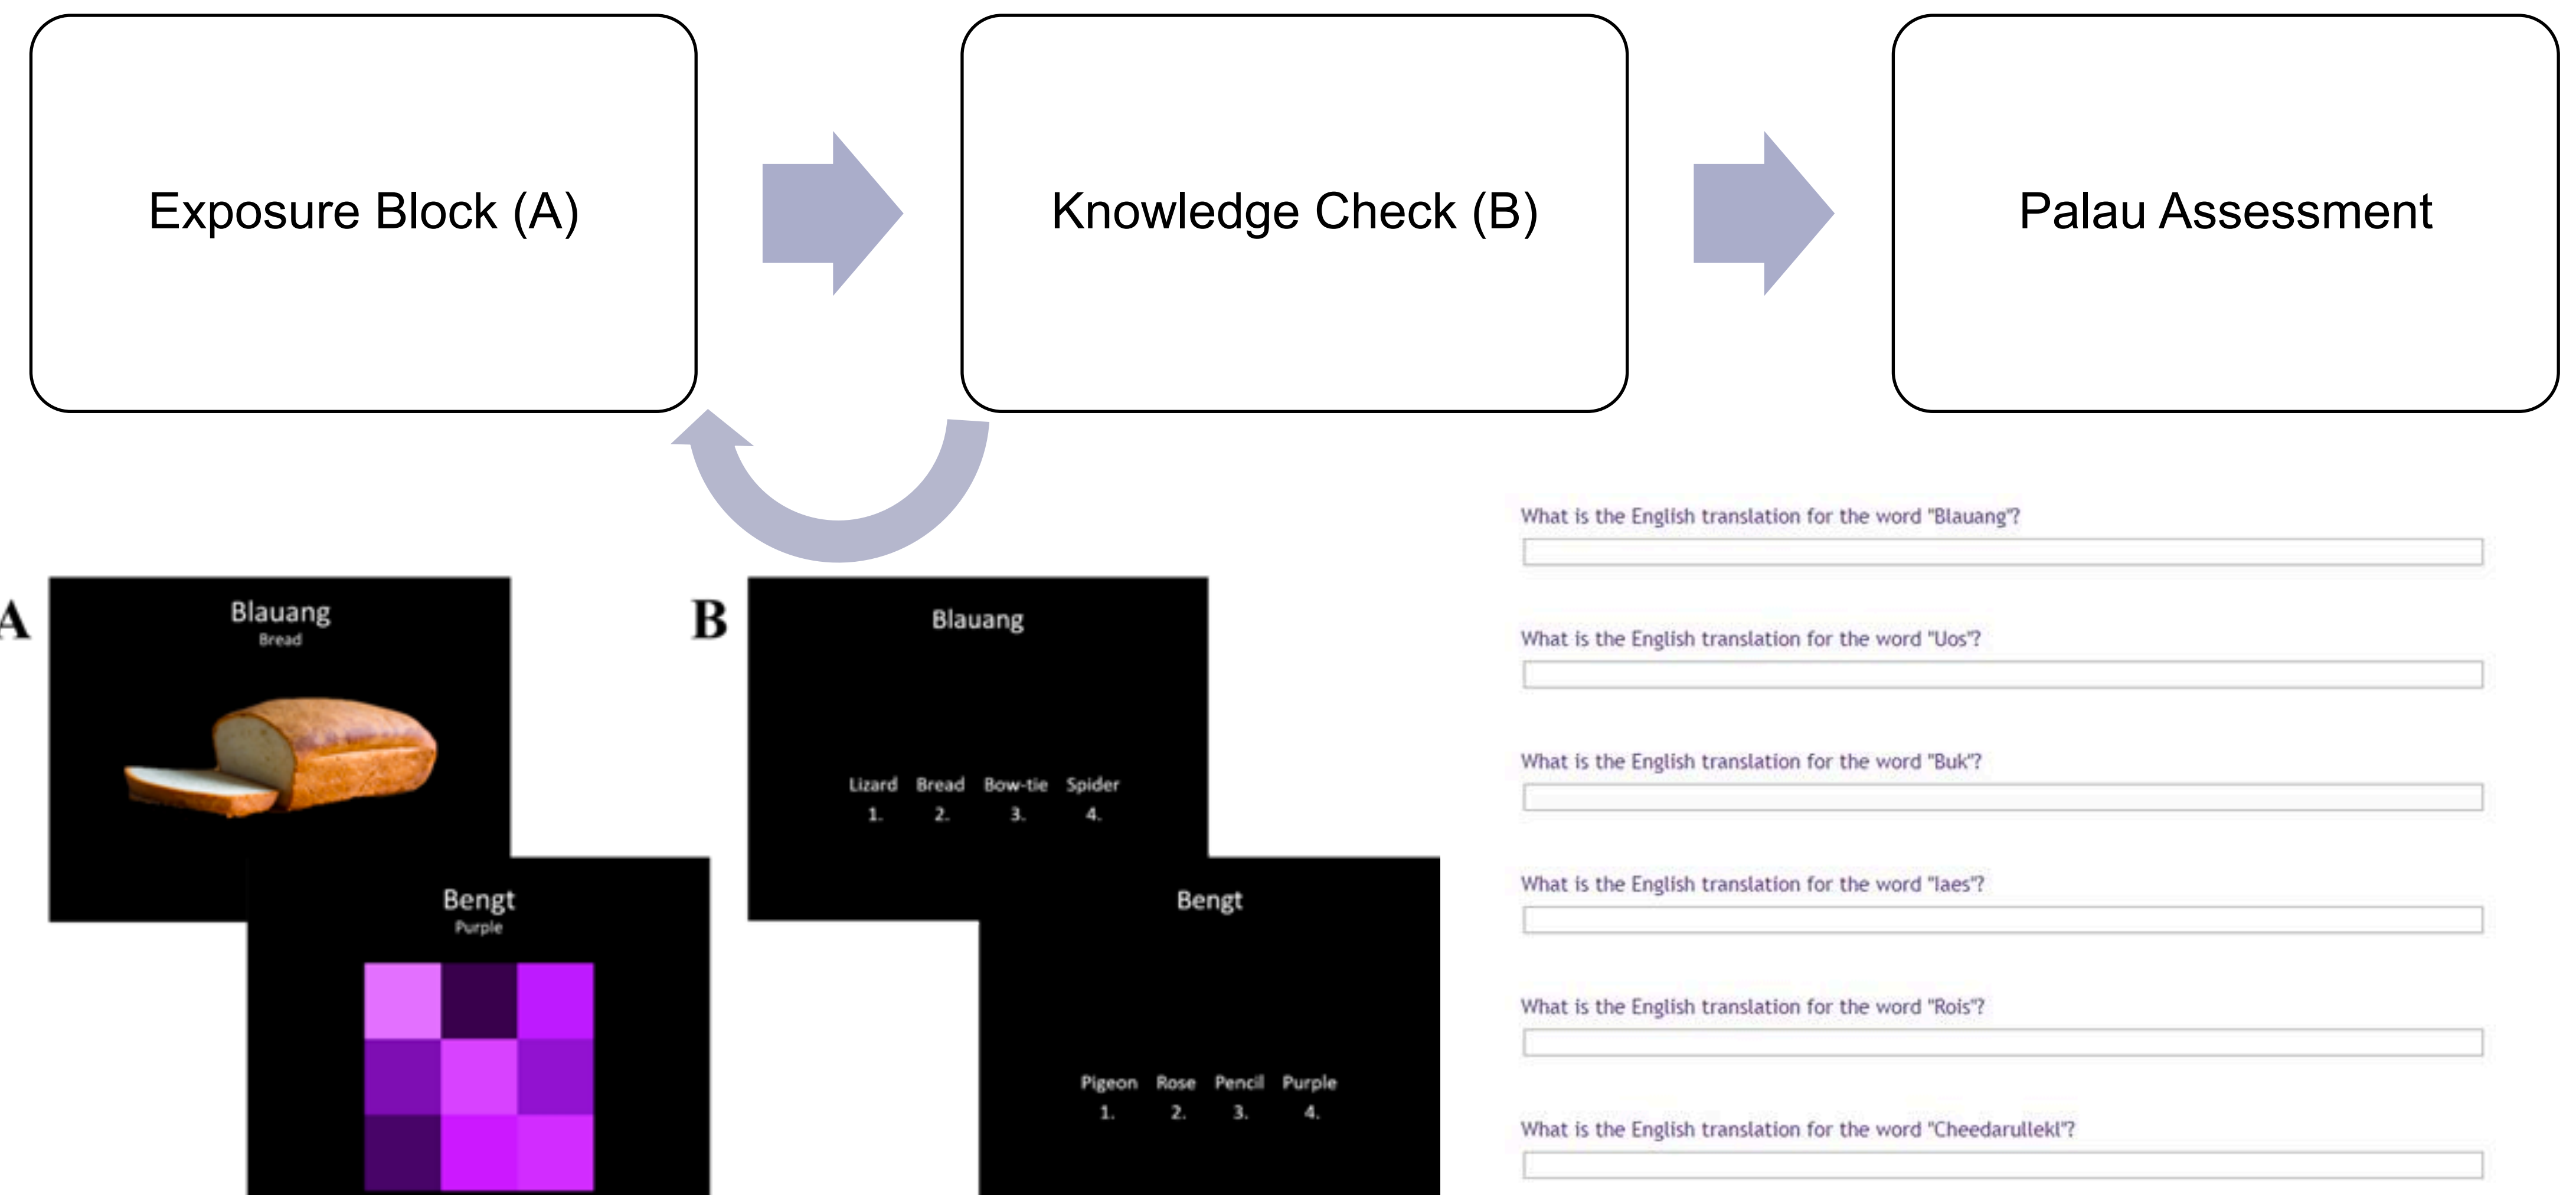 Exposure Block (A)
Knowledge Check (B)
Palau Assessment
A
Blauang
Bread
Bengt
Purple
B
Blauang
Lizard Bread Bow-tie Spider
1. 2. 3. 4.
Bengt
Pigeon Rose Pencil Purple
1. 2. 3. 4.
What is the English translation for the word "Blauang"?
What is the English translation for the word "Uos"?
What is the English translation for the word "Buk"?
What is the English translation for the word "Iaes"?
What is the English translation for the word "Rois"?
What is the English translation for the word "Cheedarullekl"?